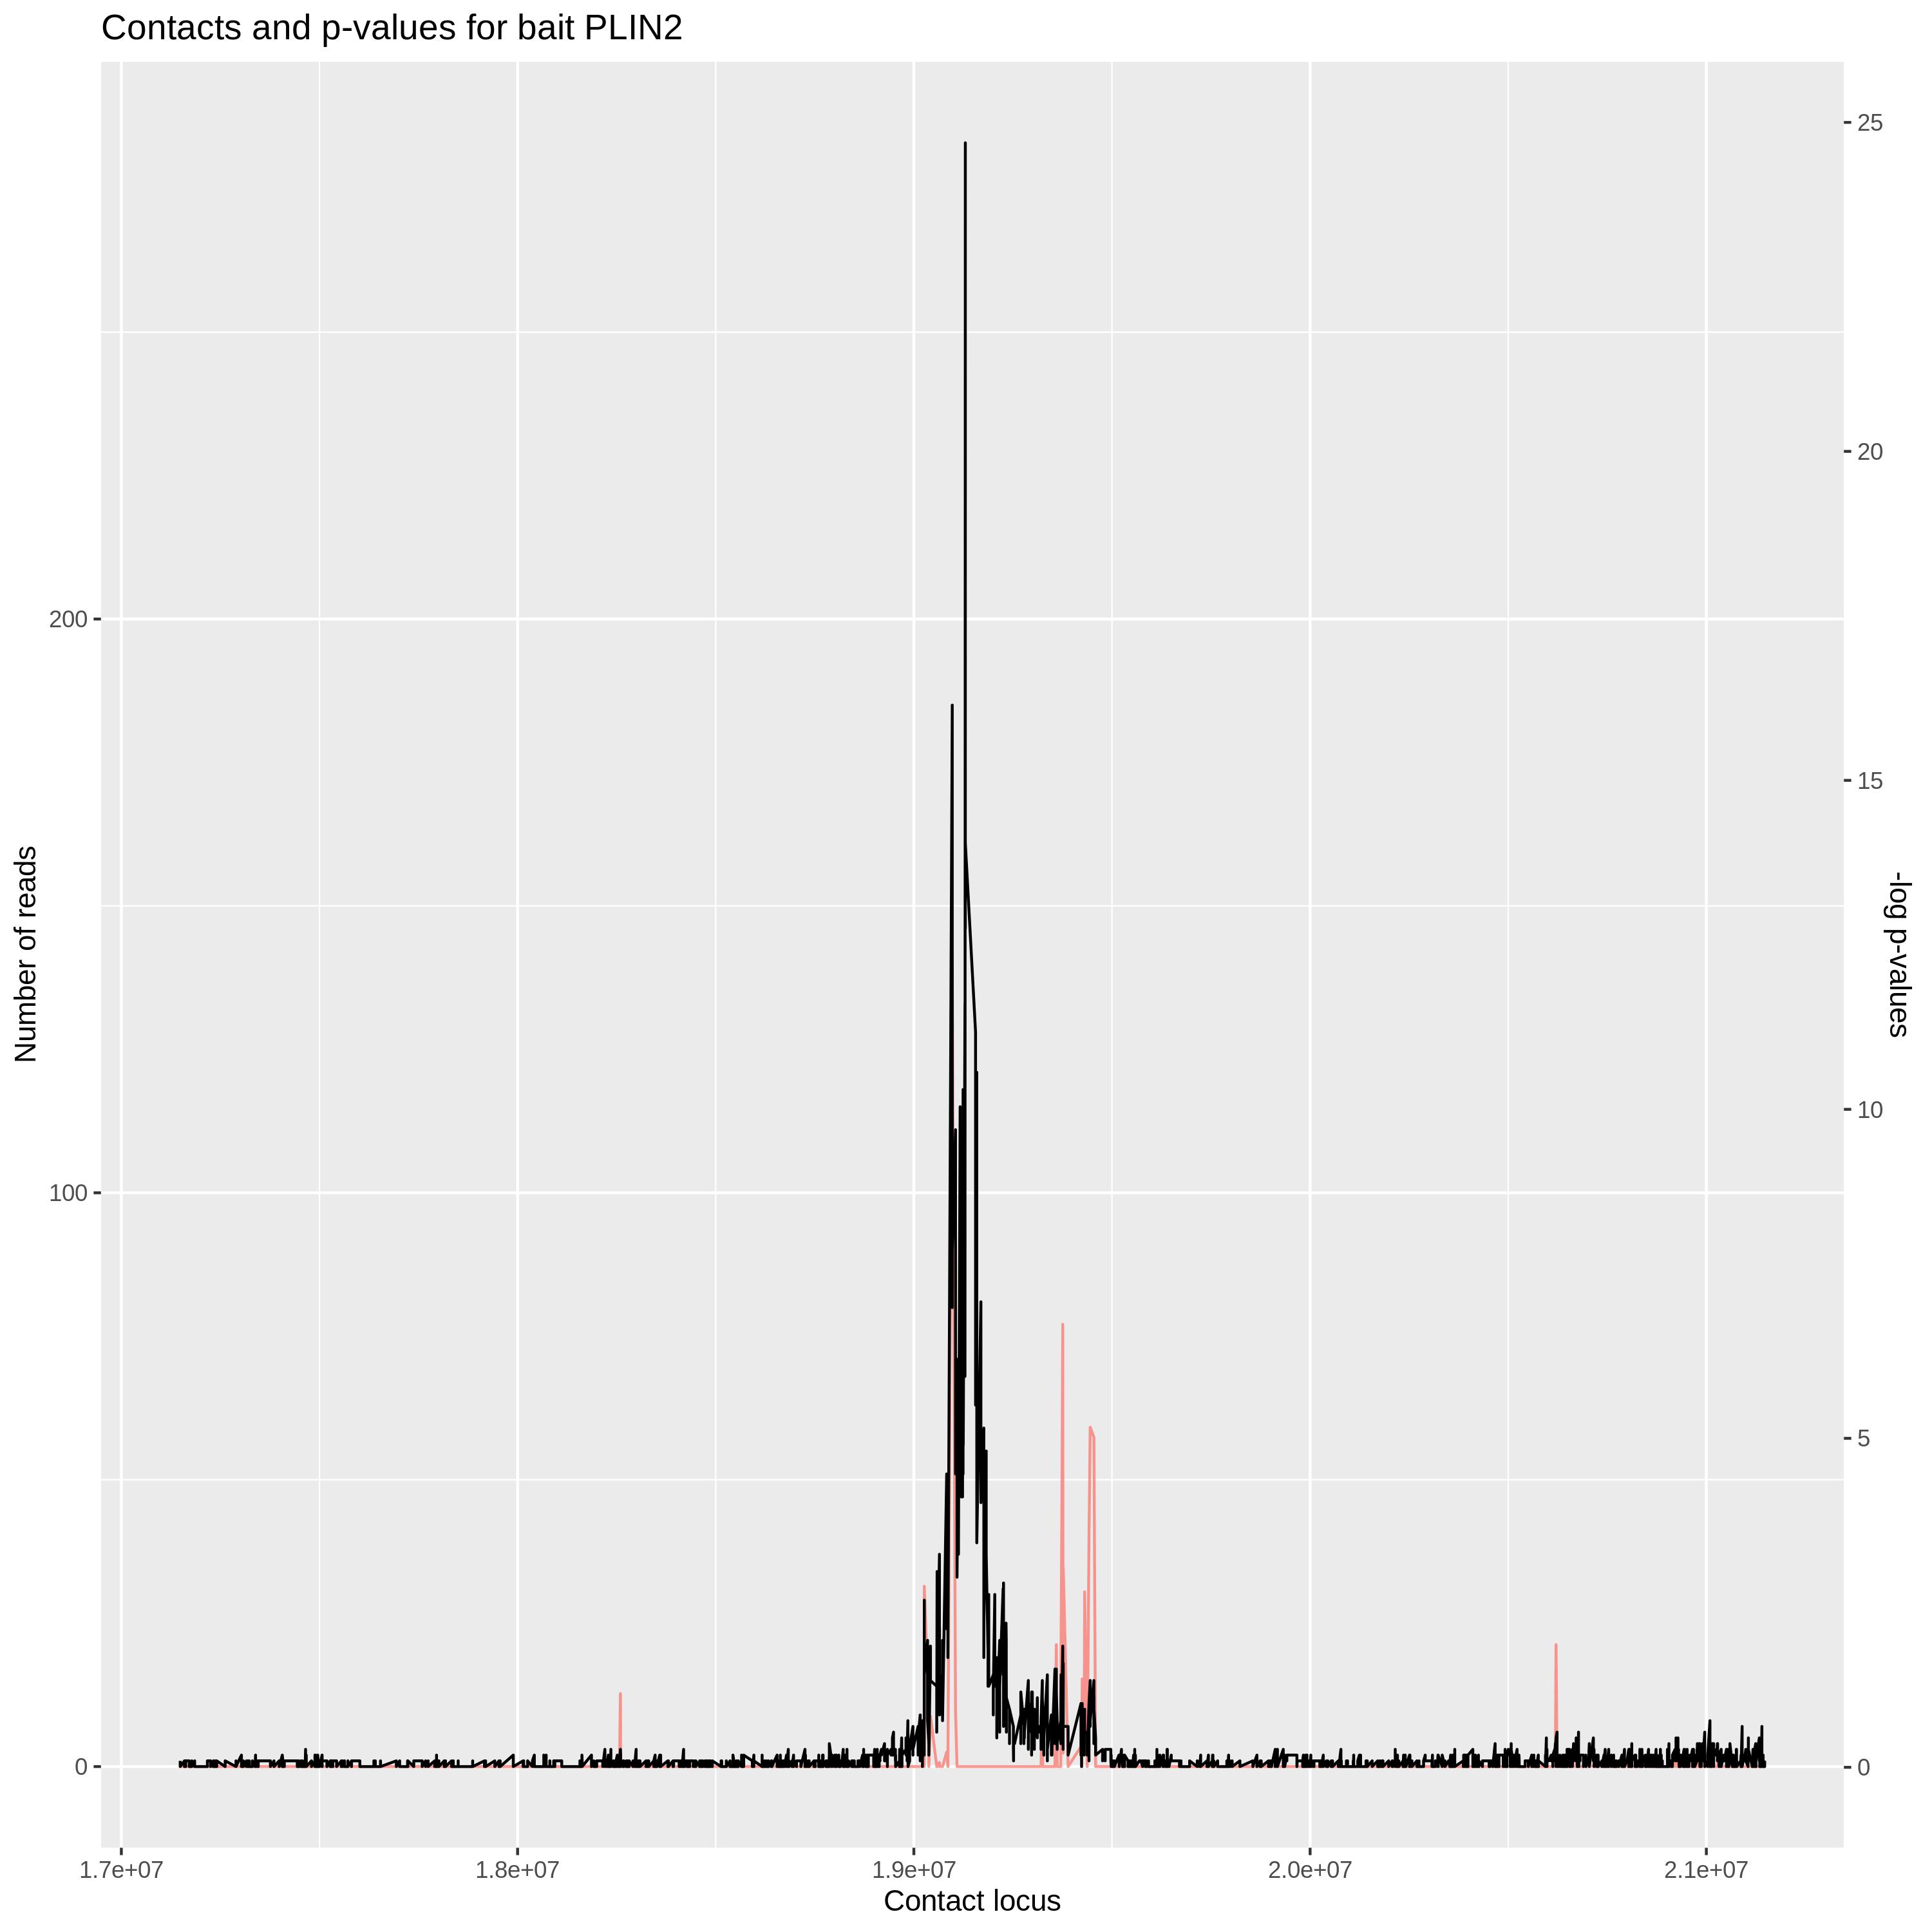 Contacts and p-values for bait PLIN2
25
20
200
15
Number of reads
-log p-values
10
100
5
0
0
1.7e+07
1.8e+07
1.9e+07
2.0e+07
2.1e+07
Contact locus